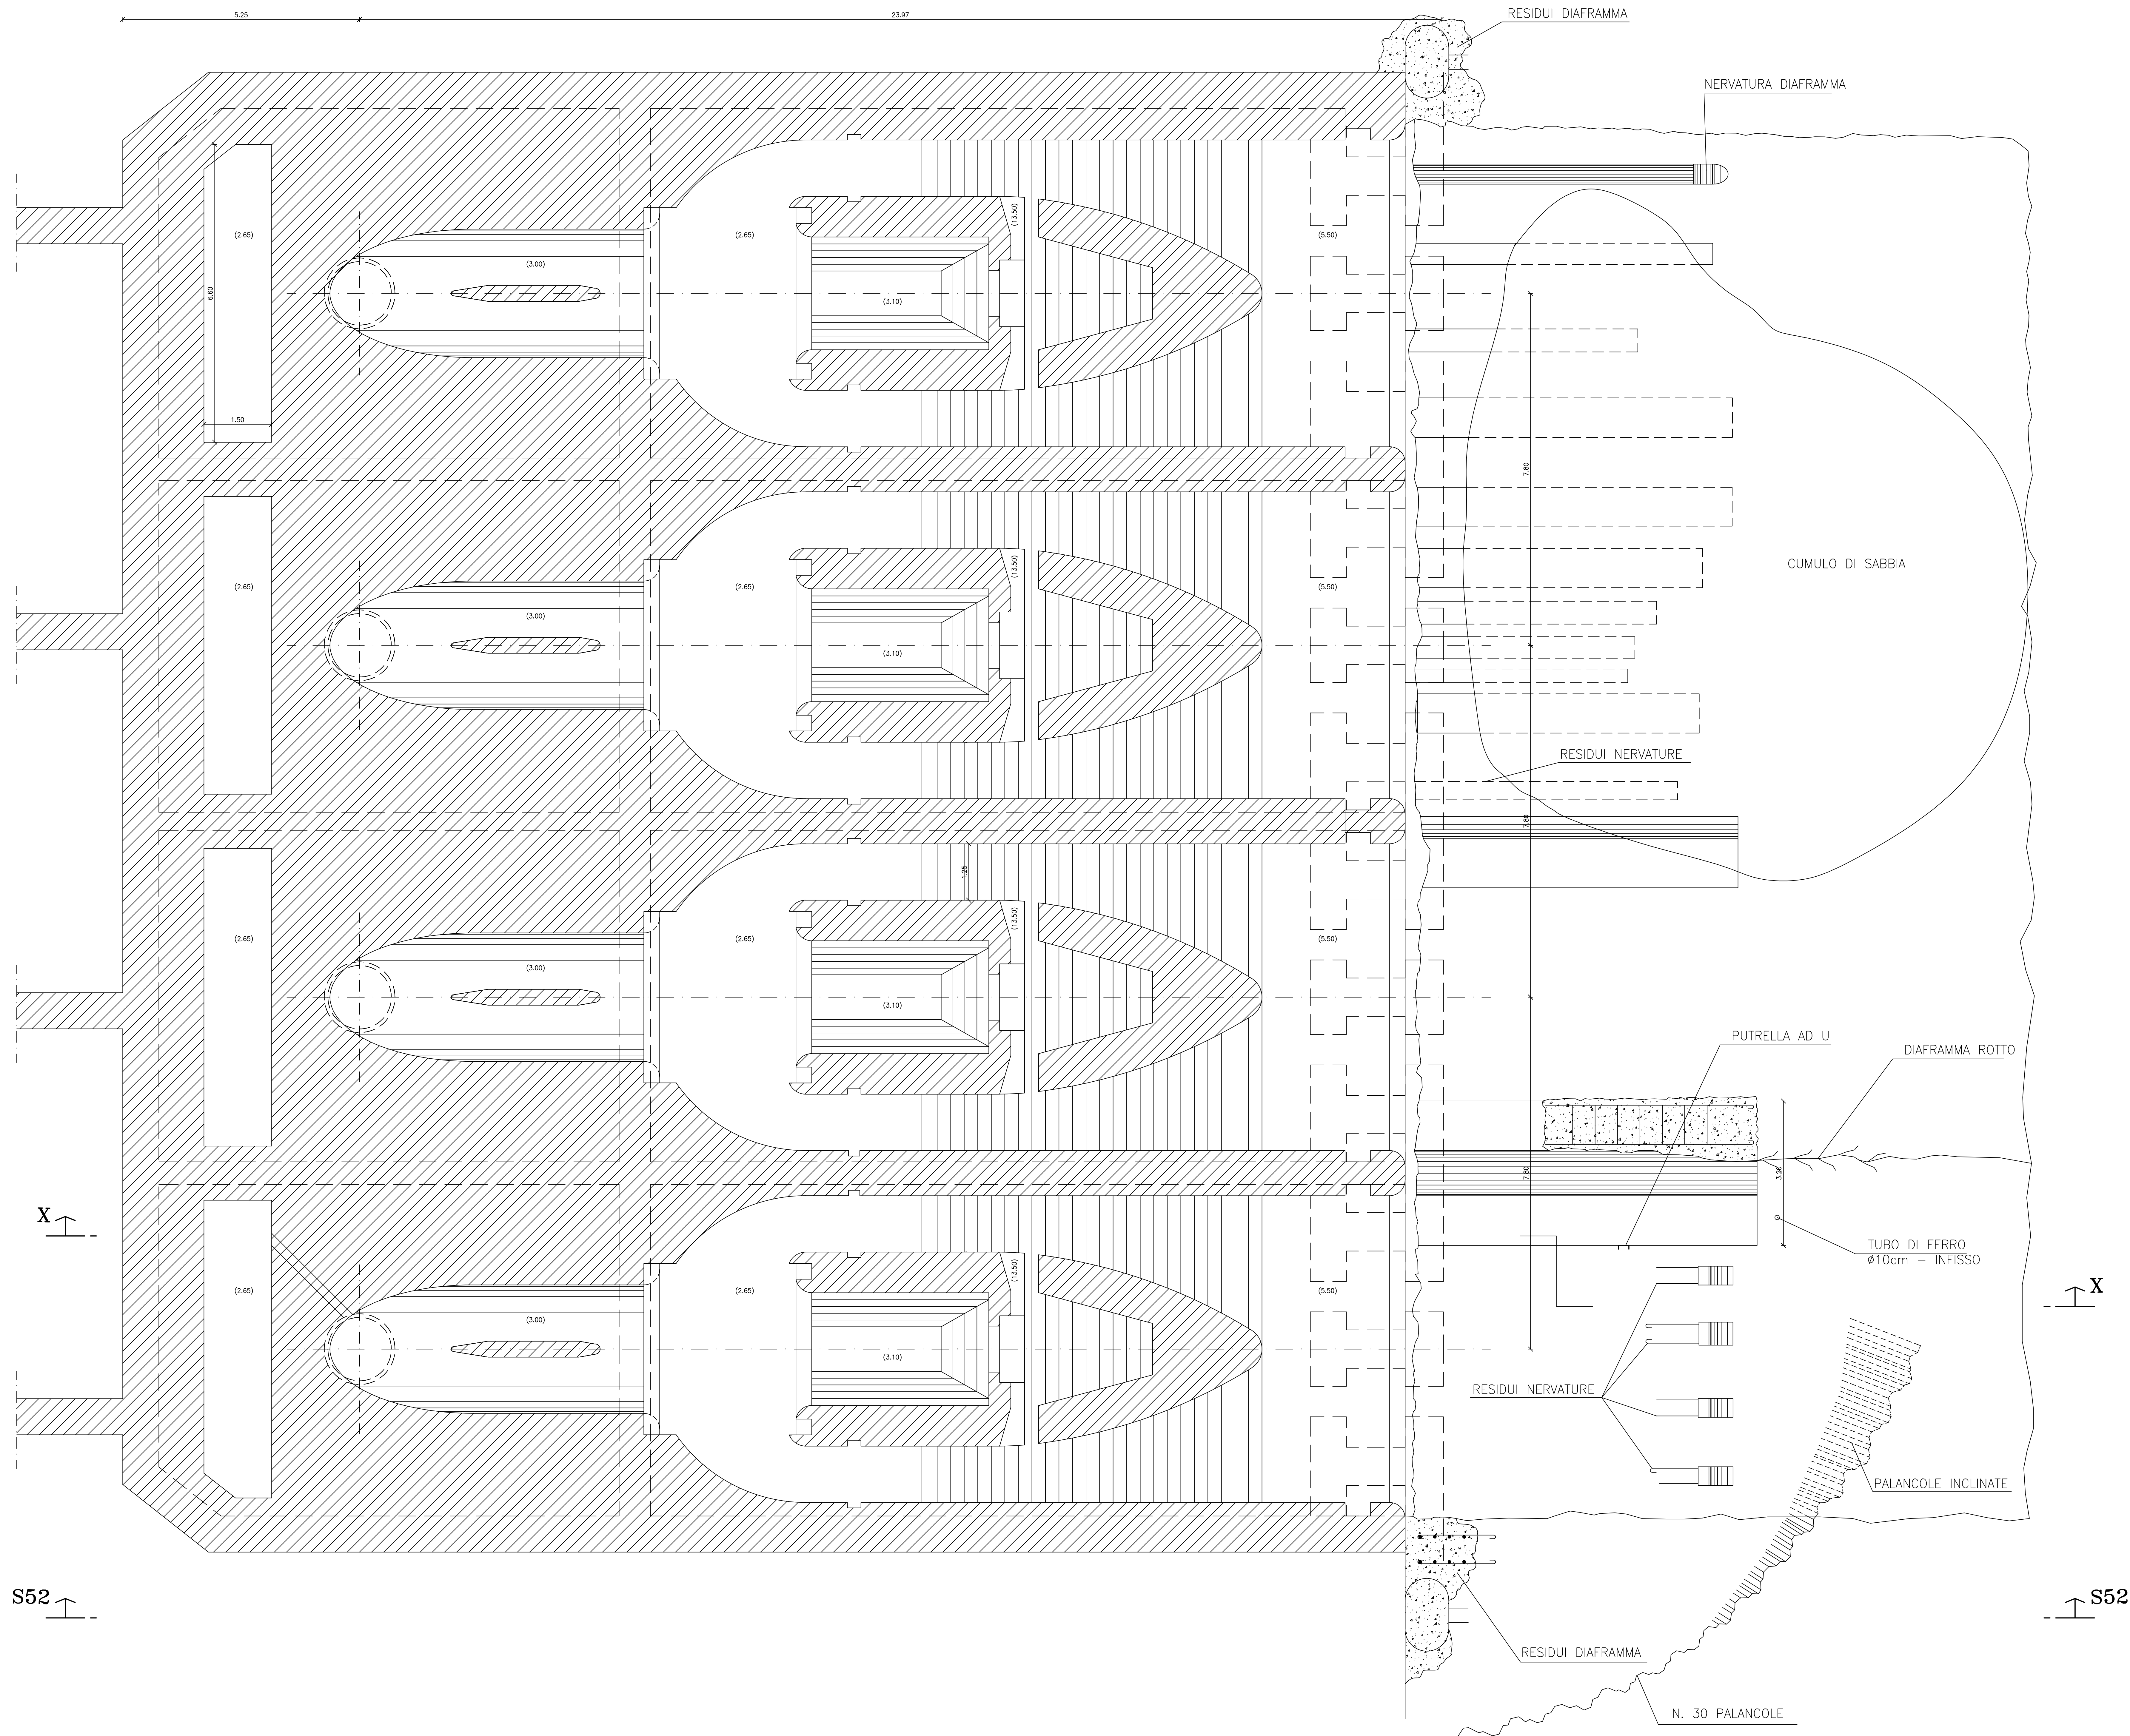 5.25
23.97
RESIDUI DIAFRAMMA
NERVATURA DIAFRAMMA
(2.65)
(2.65)
(13.50)
(5.50)
(3.00)
6.60
(3.10)
1.50
7.80
CUMULO DI SABBIA
(13.50)
(2.65)
(2.65)
(5.50)
(3.00)
(3.10)
RESIDUI NERVATURE
7.80
1.25
(13.50)
(2.65)
(2.65)
(5.50)
(3.00)
(3.10)
PUTRELLA AD U
DIAFRAMMA ROTTO
7.80
3.20
X
TUBO DI FERRO
Ø10cm - INFISSO
(13.50)
(2.65)
(2.65)
(5.50)
X
(3.00)
(3.10)
RESIDUI NERVATURE
PALANCOLE INCLINATE
S52
S52
RESIDUI DIAFRAMMA
N. 30 PALANCOLE